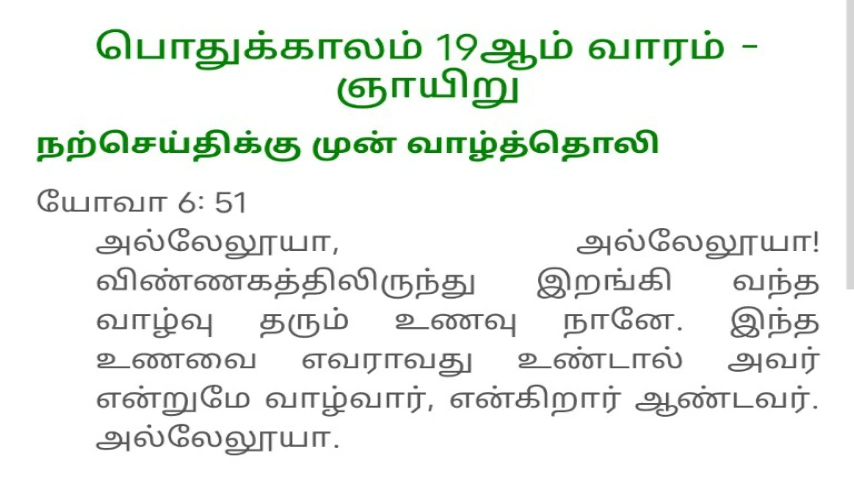 பொதுக்காலம் 19ஆம் வாரம் -
ஞாயிறு
நற்செய்திக்கு முன் வாழ்த்தொலி
யோவா 6: 51
அல்லேலூயா, அல்லேலூயா!
விண்ணகத்திலிருந்து இறங்கி வந்த
வாழ்வு தரும் உணவு நானே. இந்த
உணவை எவராவது உண்டால் அவர்
என்றுமே வாழ்வார், என்கிறார் ஆண்டவர்.
அல்லேலூயா.